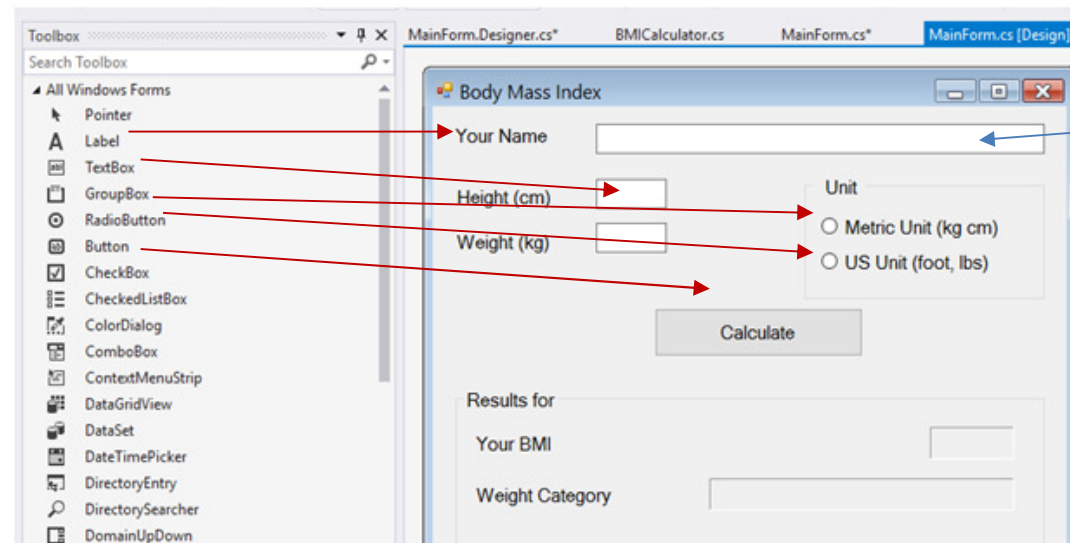 Toolbox
MainForm.Designer.cs* BMICalculator.cs MainForm.cs* MainForm.cs [Design]
Search Toolbox
All Windows Forms
Pointer
Label
TextBox
GroupBox
RadioButton
Button
CheckBox
CheckedListBox
ColorDialog
ComboBox
ContextMenuStrip
DataGridView
DataSet
DateTimePicker
DirectoryEntry
DirectorySearcher
DomainUpDown
Body Mass Index
Your Name
Height (cm)
Weight (kg)
Unit
Metric Unit (kg cm)
US Unit (foot, lbs)
Calculate
Results for
Your BMI
Weight Category